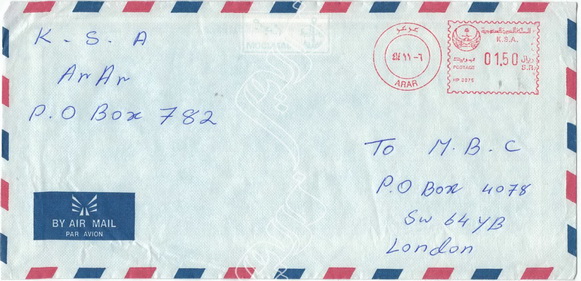 K. S. A
ArAr
P.O Box 782
عرعر
ARAR
K.S.A.
01.50
POSTAGE
S.R.
To M.B.C
P.O Box 4078
SW 64YB
London
BY AIR MAIL
PAR AVION